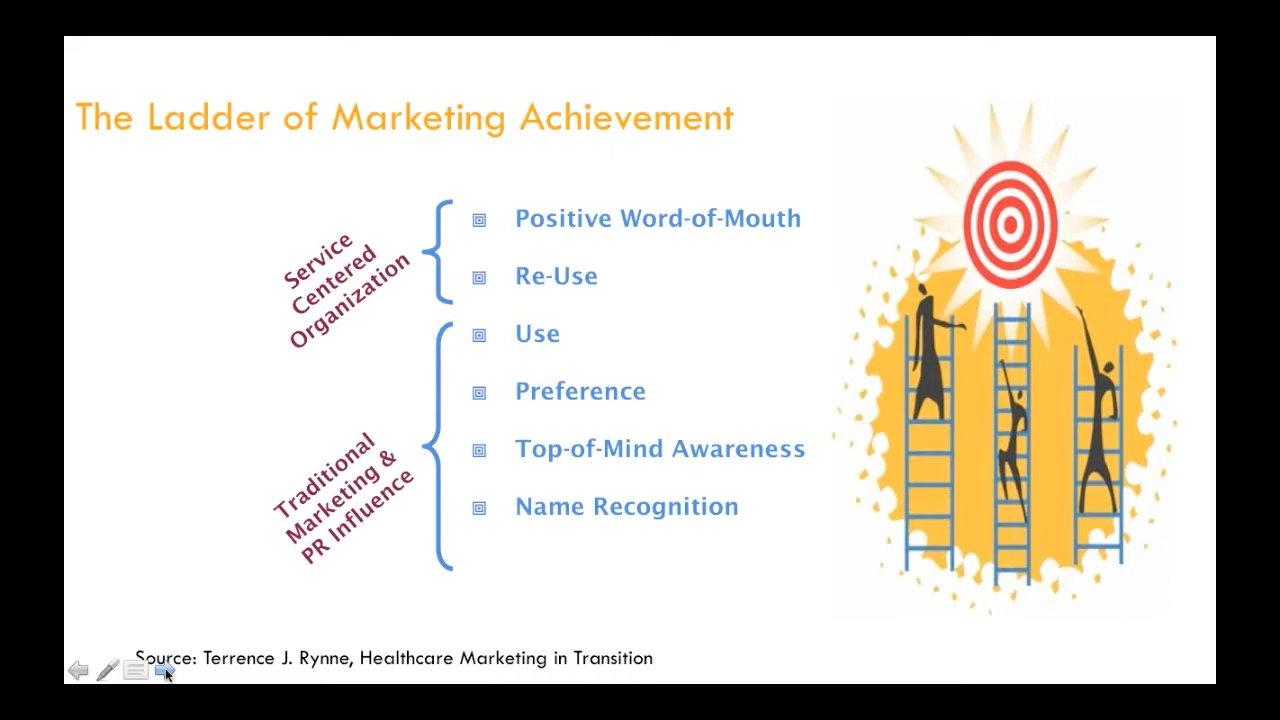 The Ladder of Marketing Achievement
Service
Centered
Organization
Positive Word-of-Mouth
Re-Use
Use
Preference
Top-of-Mind Awareness
Name Recognition
Traditional
Marketing &
PR Influence
Source: Terrence J. Rynne, Healthcare Marketing in Transition